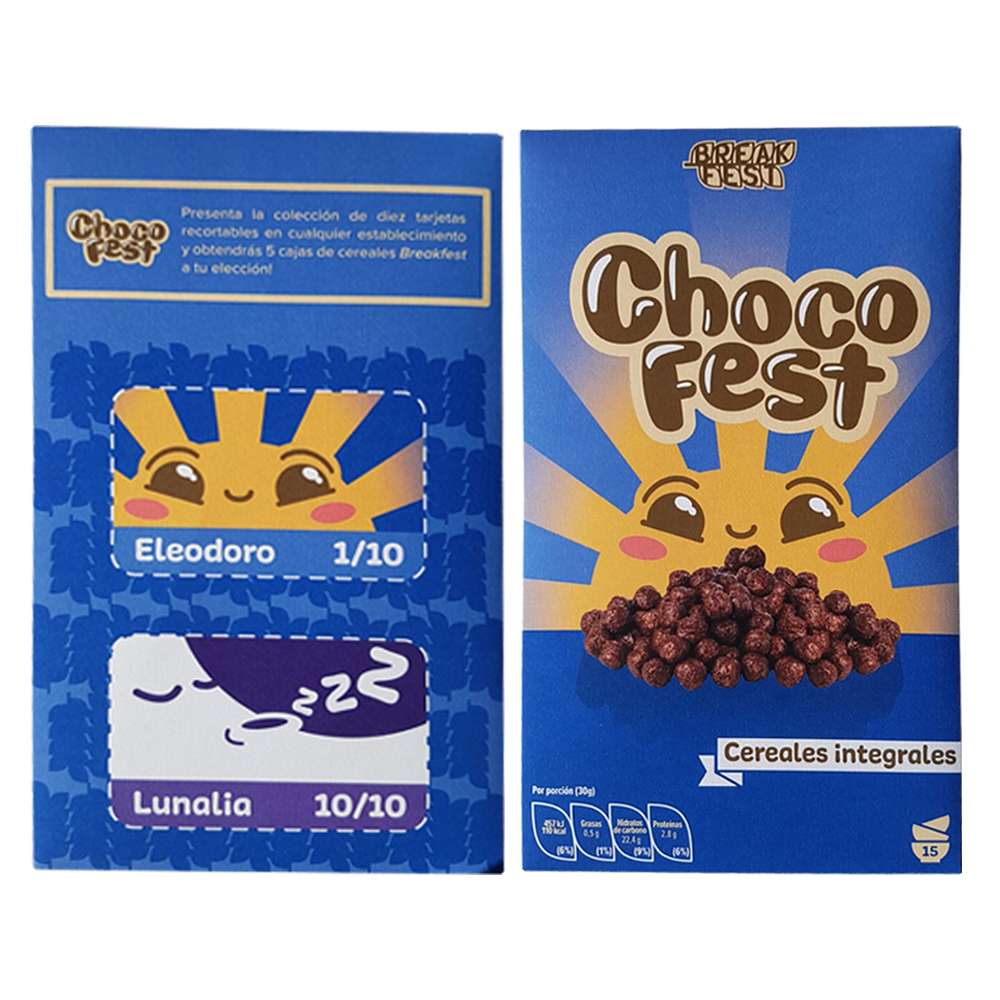 Choco
Fest
Presenta la colección de diez tarjetas
recortables en cualquier establecimiento
y obtendrás 5 cajas de cereales Breakfest
a tu elección!
Eleodoro 1/10
zzz
Lunalia 10/10
BREAK
FEST
Choco
Fest
Cereales integrales
Por porción (30g)
457 kJ
110 kcal
(6%)
Grasas
0,5 g
(1%)
Hidratos
de carbono
22,4 g
(9%)
Proteínas
2,8 g
(6%)
15